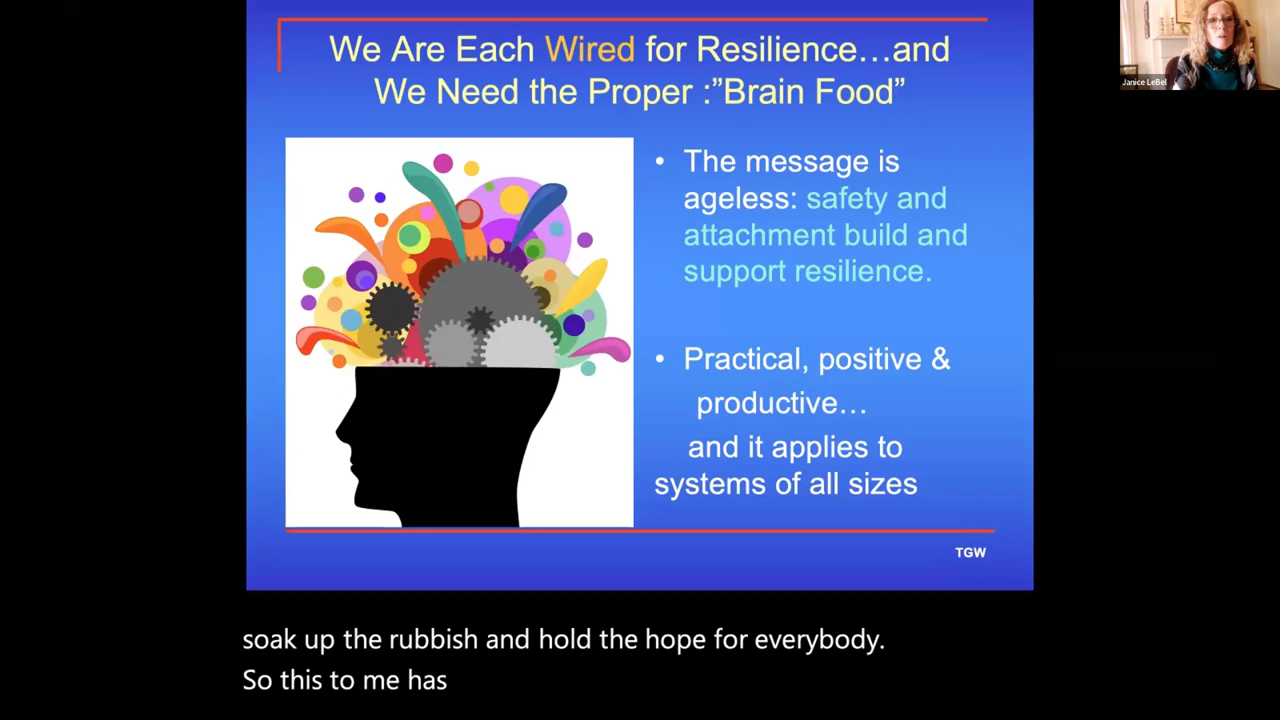 We Are Each Wired for Resilience…and
We Need the Proper :”Brain Food”
• The message is
ageless: safety and
attachment build and
support resilience.
• Practical, positive &
productive…
and it applies to
systems of all sizes
TGW
Janice LeBel
soak up the rubbish and hold the hope for everybody.
So this to me has